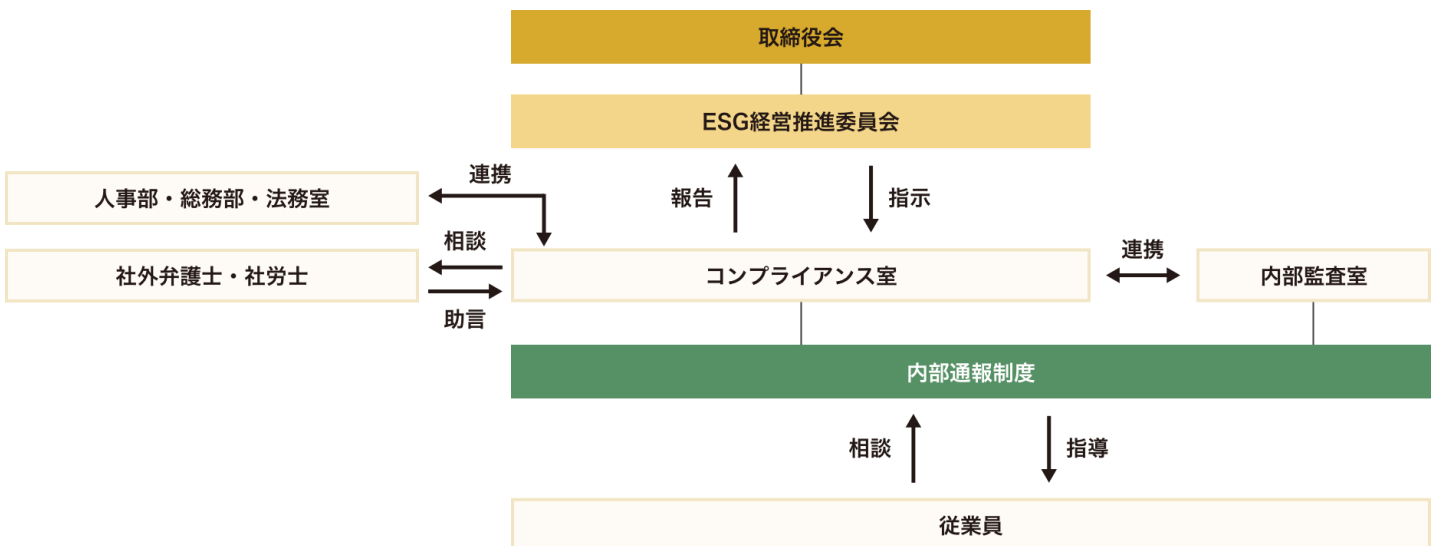 取締役会
ESG経営推進委員会
連携
人事部・総務部・法務室
報告
指示
相談
社外弁護士・社労士
助言
コンプライアンス室
連携
内部監査室
内部通報制度
相談
指導
従業員